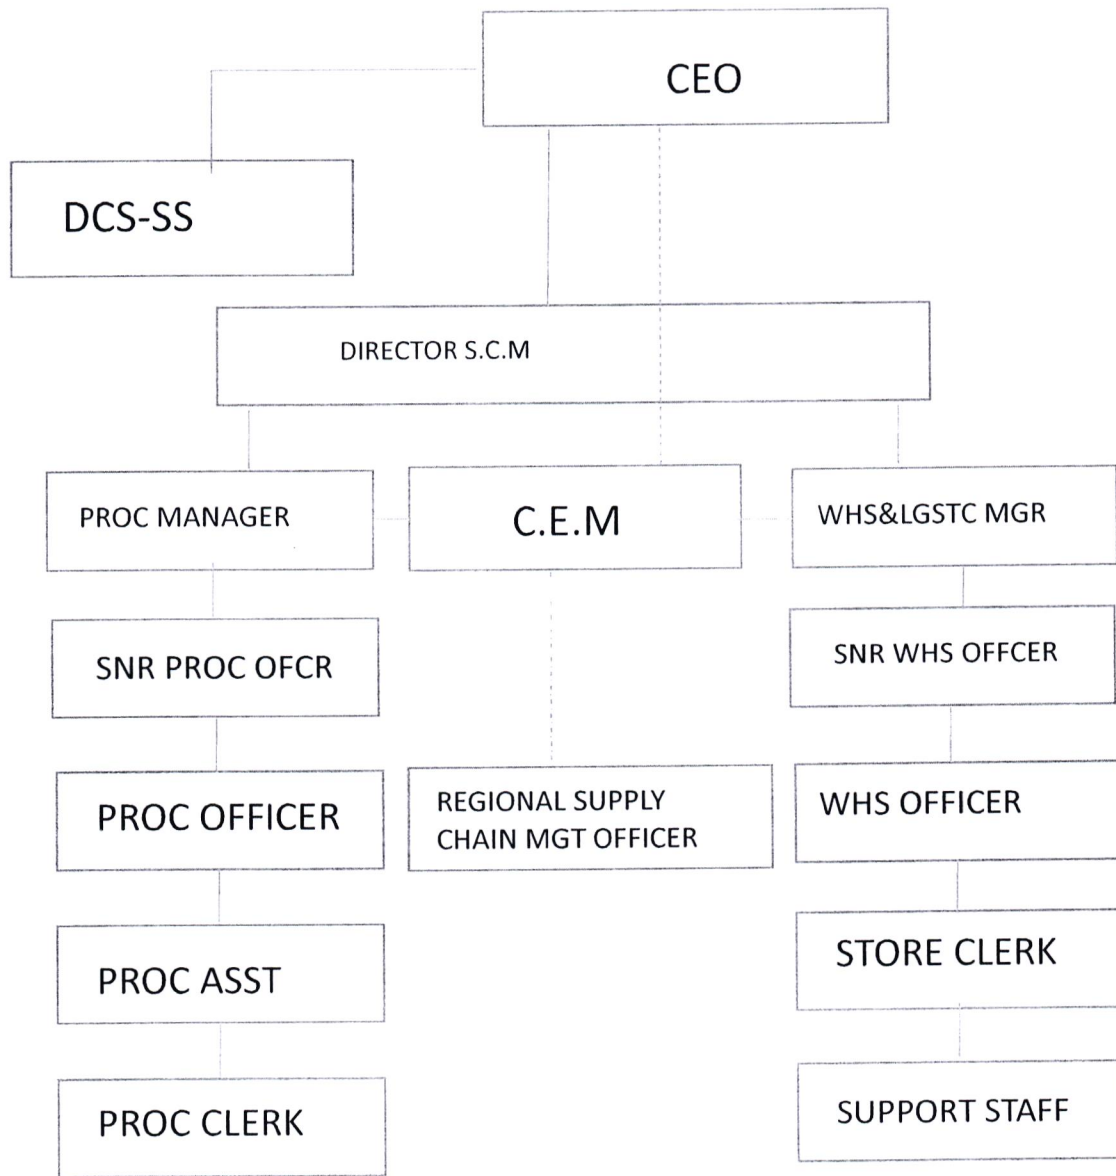 CEO
DCS-SS
DIRECTOR S.C.M
PROC MANAGER
C.E.M
WHS&LGSTC MGR
SNR PROC OFCR
SNR WHS OFFCER
PROC OFFICER
REGIONAL SUPPLY
CHAIN MGT OFFICER
WHS OFFICER
PROC ASST
STORE CLERK
PROC CLERK
SUPPORT STAFF